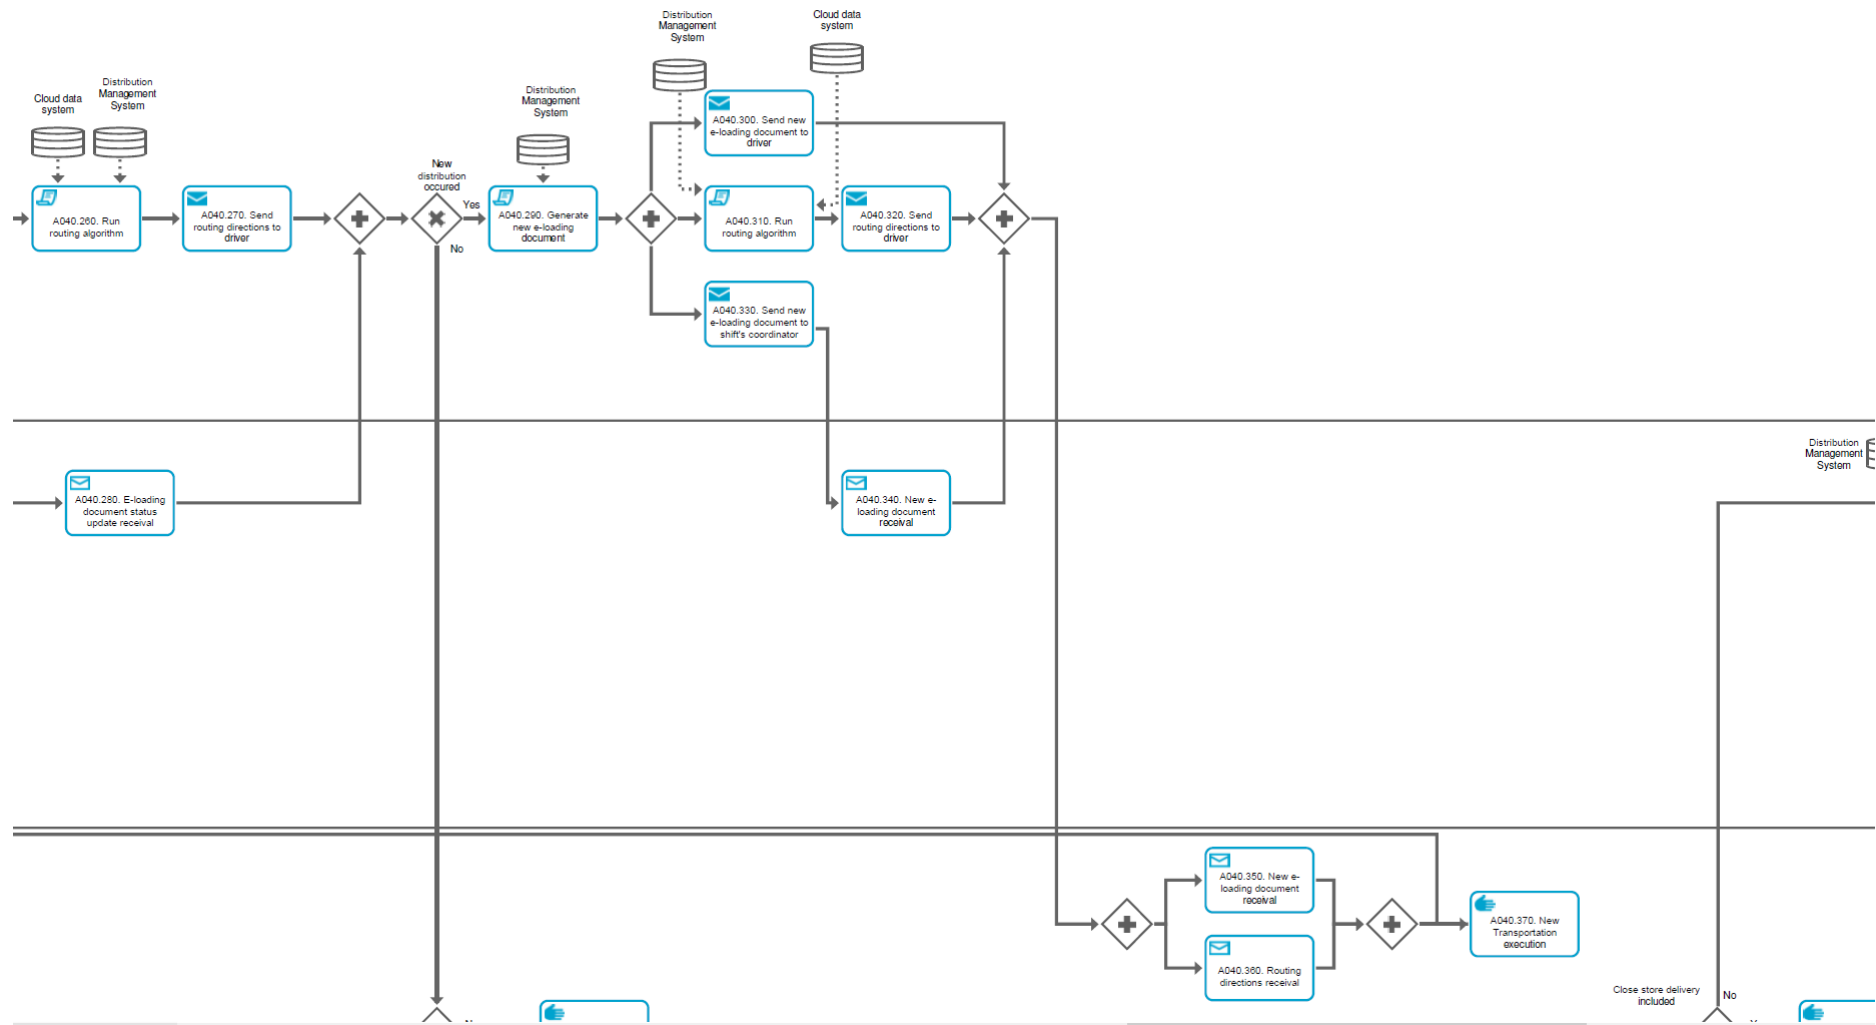 Distribution
Management
System
Cloud data
system
Distribution
Management
System
Cloud data
system
Distribution
Management
System
A040.300. Send new
e-loading document to
driver
New
distribution
occured
Yes
No
A040.260. Run
routing algorithm
A040.270. Send
routing directions to
driver
A040.290. Generate
new e-loading
document
A040.310. Run
routing algorithm
A040.320. Send
routing directions to
driver
A040.330. Send new
e-loading document to
shift's coordinator
Distribution
Management
System
A040.280. E-loading
document status
update receival
A040.340. New e-
loading document
receival
A040.350. New e-
loading document
receival
A040.370. New
Transportation
execution
A040.360. Routing
directions receival
Close store delivery
included
No